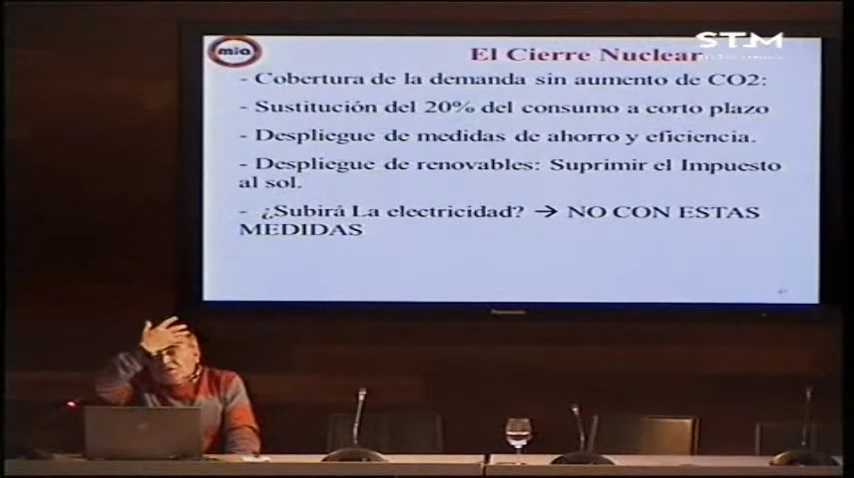 mia
STM
El Cierre Nuclear
- Cobertura de la demanda sin aumento de CO2:
- Sustitución del 20% del consumo a corto plazo
- Despliegue de medidas de ahorro y eficiencia.
- Despliegue de renovables: Suprimir el Impuesto
al sol.
- ¿Subirá La electricidad? → NO CON ESTAS
MEDIDAS
Panasonic